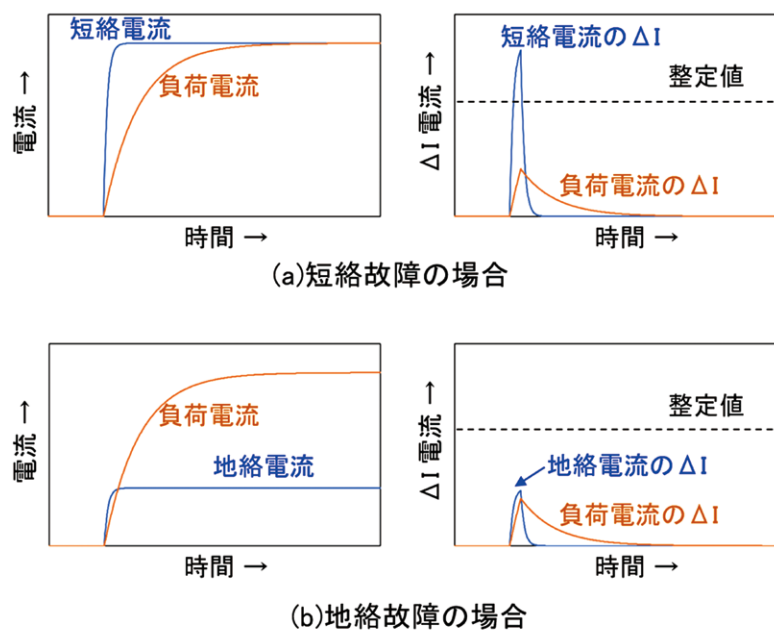 短絡電流
負荷電流
電流 →
時間 →
短絡電流のΔI
整定値
負荷電流のΔI
ΔI 電流 →
時間 →
(a)短絡故障の場合
負荷電流
地絡電流
電流 →
時間 →
整定値
地絡電流のΔI
負荷電流のΔI
ΔI 電流 →
時間 →
(b)地絡故障の場合